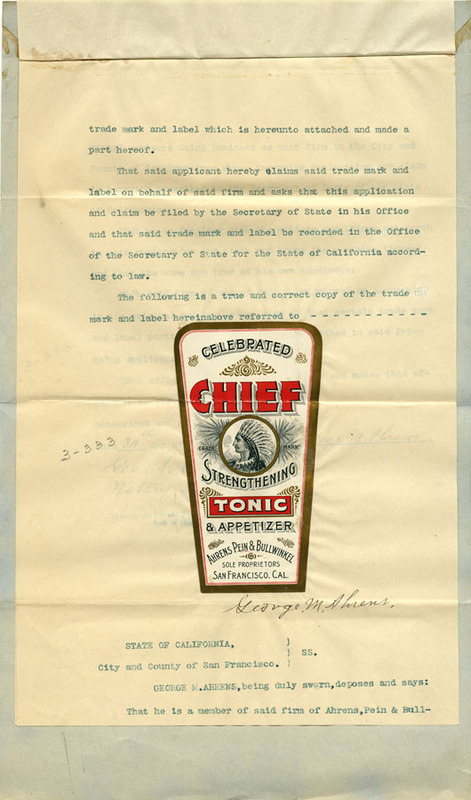 trade mark and label which is hereunto attached and made a
part hereof.
That said applicant hereby claims said trade mark and
label on behalf of said firm and asks that this application
and claim be filed by the Secretary of State in his Office
and that said trade mark and label be recorded in the Office
of the Secretary of State for the State of California accord-
ing to law.
The following is a true and correct copy of the trade
mark and label hereinabove referred to - - - - - - - - - - -
CELEBRATED
CHIEF
TRADE MARK
STRENGTHENING
TONIC
& APPETIZER
AHRENS PEIN & BULLWINKEL
SOLE PROPRIETORS
SAN FRANCISCO, CAL.
3-333
George M. Ahrens.
STATE OF CALIFORNIA, )
) SS.
City and County of San Francisco. )
GEORGE M.AHRENS,being duly sworn,deposes and says:
That he is a member of said firm of Ahrens,Pein & Bull-